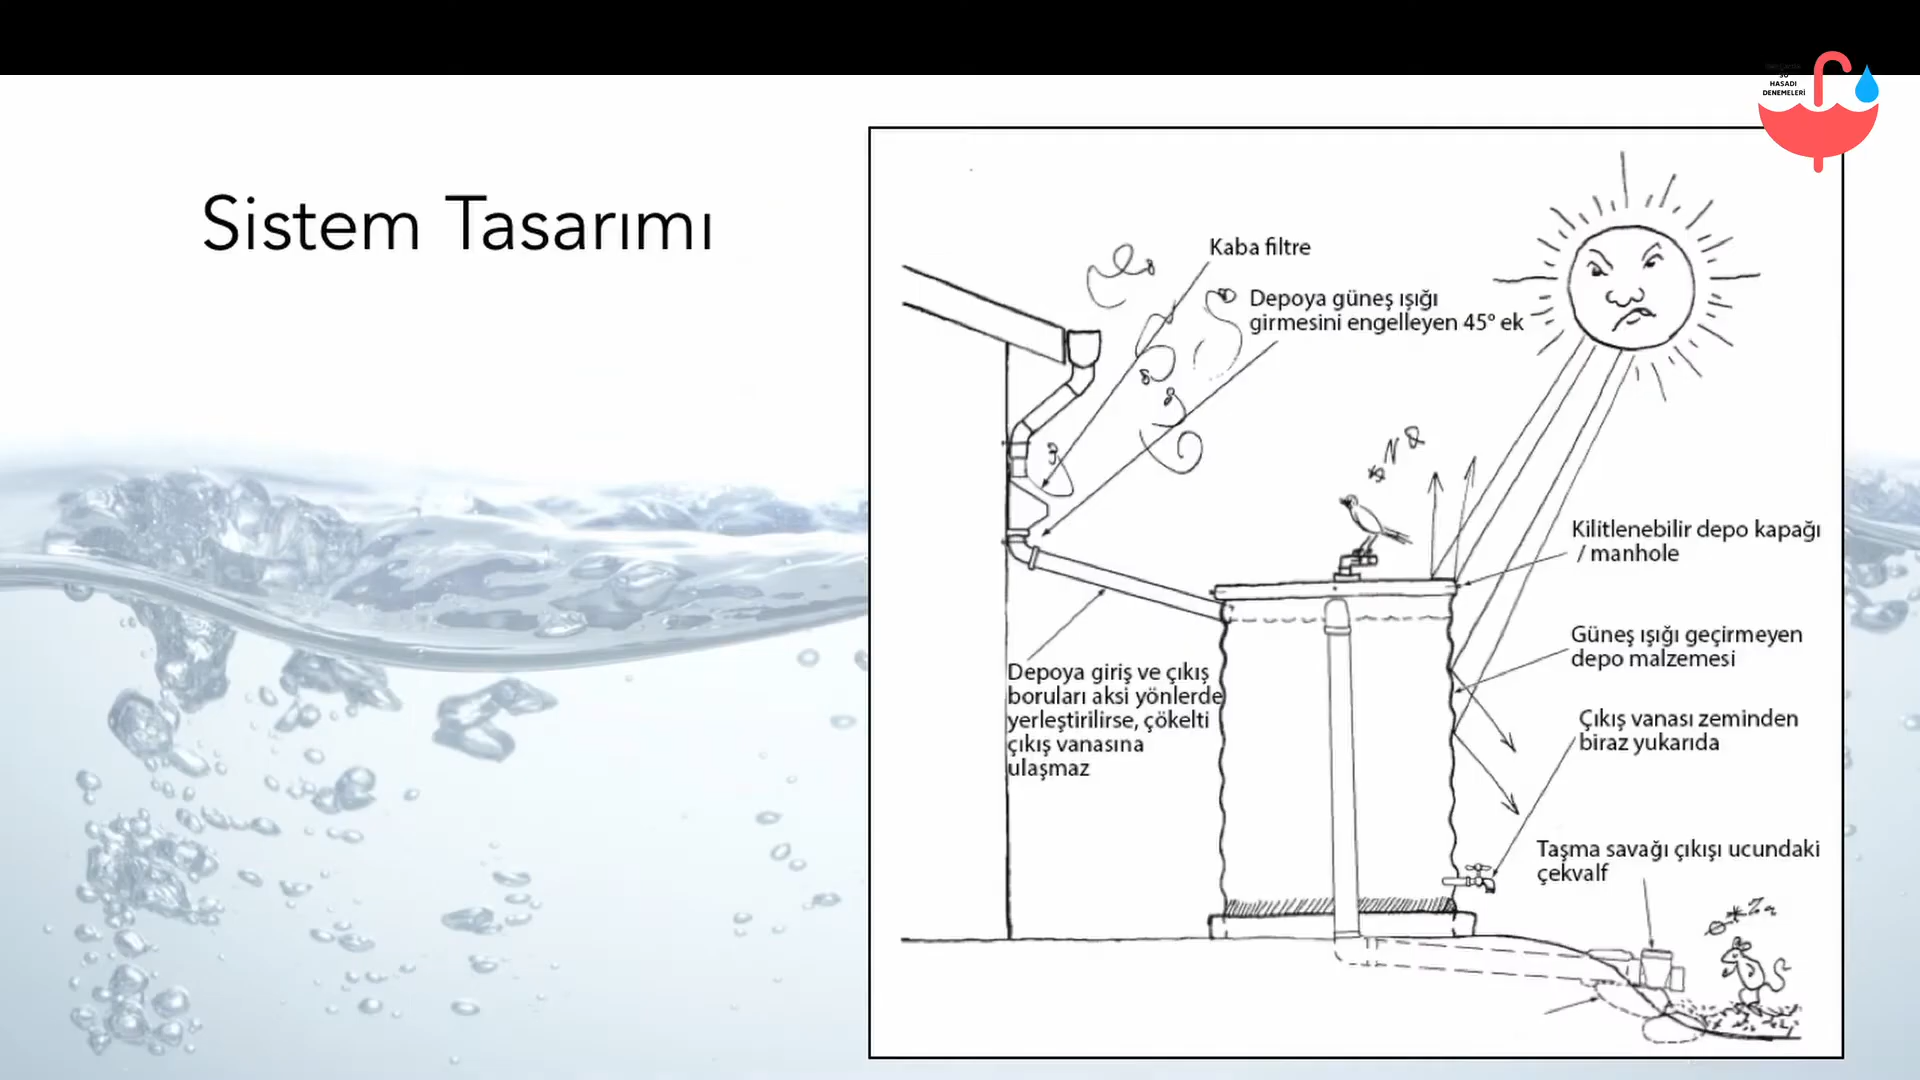 SU
HASADI
DENEMELERİ
Sistem Tasarımı
Kaba filtre
Depoya güneş ışığı
girmesini engelleyen 45° ek
Kilitlenebilir depo kapağı
/ manhole
Güneş ışığı geçirmeyen
depo malzemesi
Depoya giriş ve çıkış
boruları aksi yönlerde
yerleştirilirse, çökelti
çıkış vanasına
ulaşmaz
Çıkış vanası zeminden
biraz yukarıda
Taşma savağı çıkışı ucundaki
çekvalf